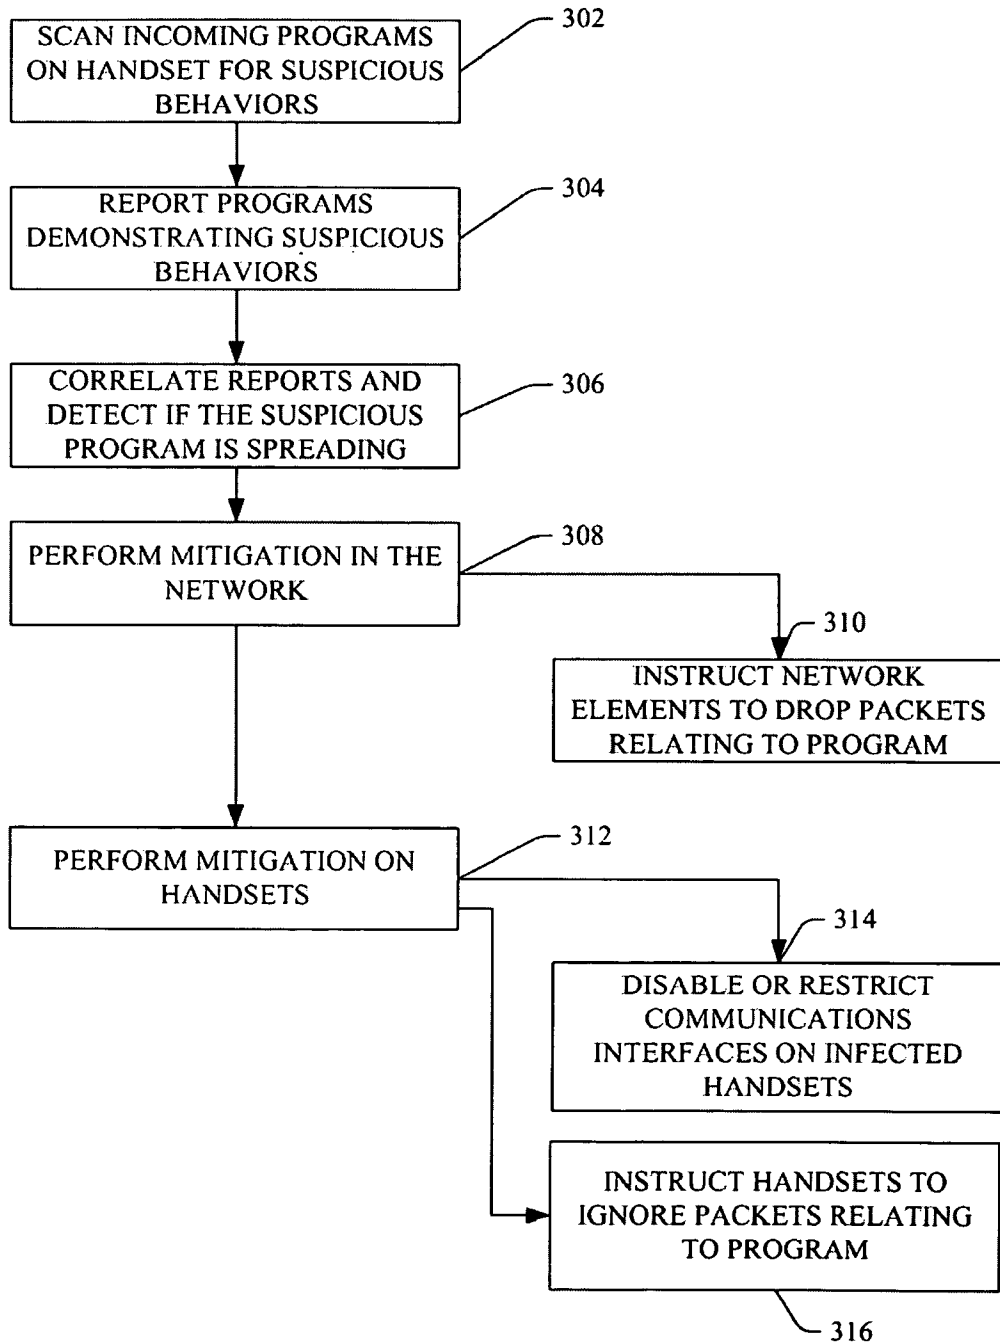 302
SCAN INCOMING PROGRAMS
ON HANDSET FOR SUSPICIOUS
BEHAVIORS
304
REPORT PROGRAMS
DEMONSTRATING SUSPICIOUS
BEHAVIORS
306
CORRELATE REPORTS AND
DETECT IF THE SUSPICIOUS
PROGRAM IS SPREADING
308
PERFORM MITIGATION IN THE
NETWORK
310
INSTRUCT NETWORK
ELEMENTS TO DROP PACKETS
RELATING TO PROGRAM
312
PERFORM MITIGATION ON
HANDSETS
314
DISABLE OR RESTRICT
COMMUNICATIONS
INTERFACES ON INFECTED
HANDSETS
INSTRUCT HANDSETS TO
IGNORE PACKETS RELATING
TO PROGRAM
316